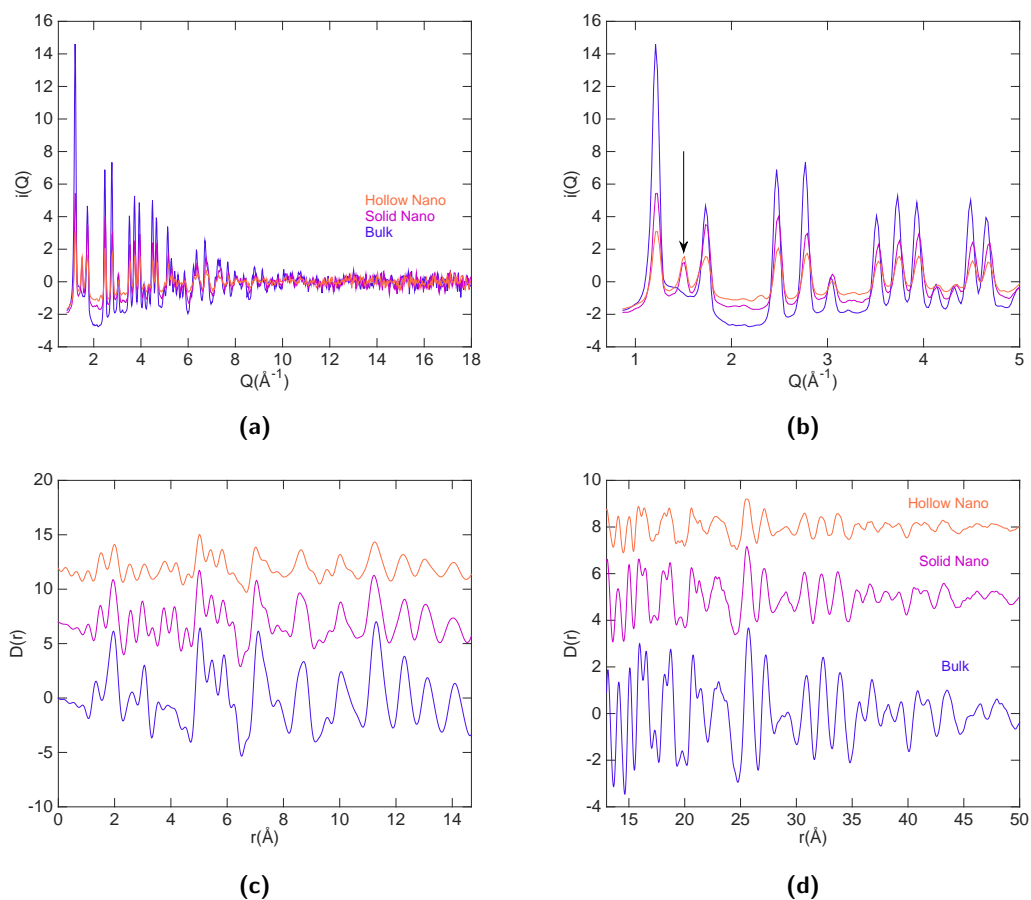 16
14
12
10
8
6
4
2
0
-2
-4
i(Q)
Hollow Nano
Solid Nano
Bulk
2 4 6 8 10 12 14 16 18
Q(Å⁻¹)
(a)
16
14
12
10
8
6
4
2
0
-2
-4
i(Q)
1 2 3 4 5
Q(Å⁻¹)
(b)
20
15
10
5
0
-5
-10
D(r)
0 2 4 6 8 10 12 14
r(Å)
(c)
10
8
6
4
2
0
-2
-4
D(r)
Hollow Nano
Solid Nano
Bulk
15 20 25 30 35 40 45 50
r(Å)
(d)